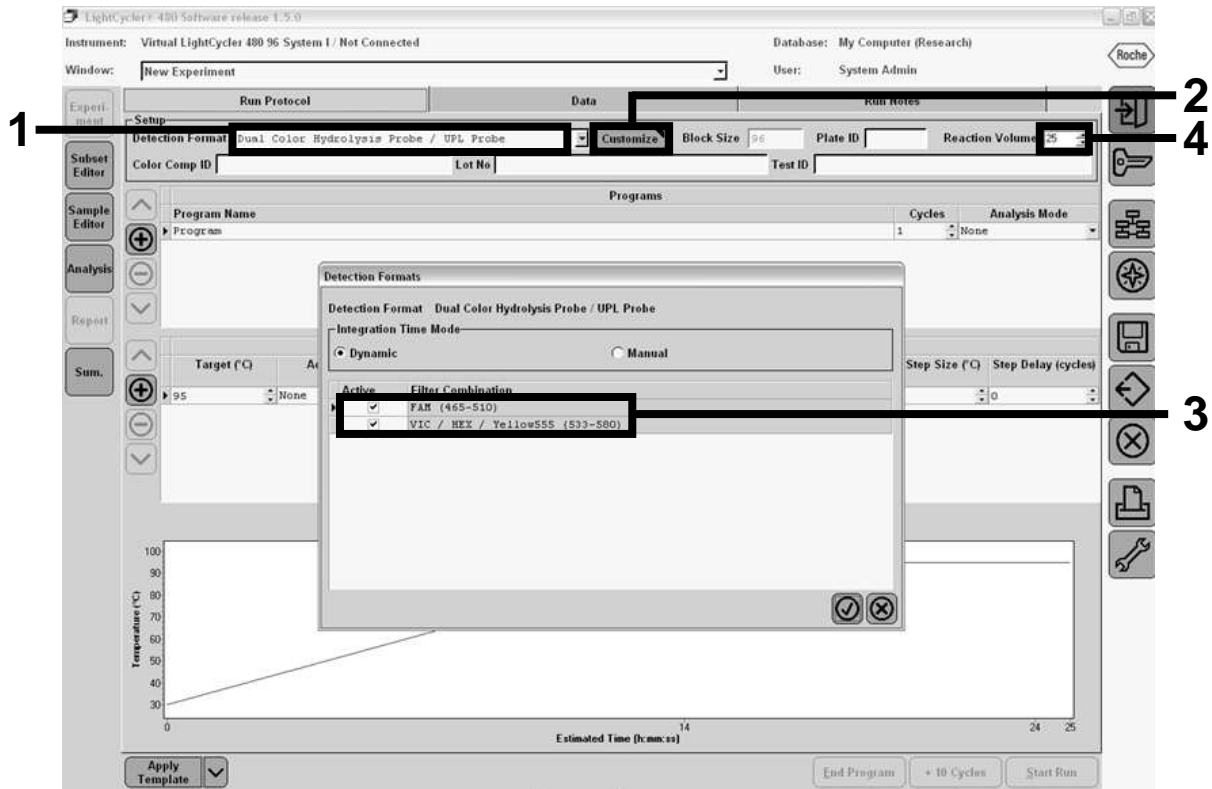 LightCycler® 480 Software release 1.5.0
Instrument: Virtual LightCycler 480 96 System I / Not Connected Database: My Computer (Research)
Roche
Window: New Experiment User: System Admin
Experi-
ment
Run Protocol Data Run Notes
2
1
Setup
Detection Format Dual Color Hydrolysis Probe / UPL Probe Customize Block Size 96 Plate ID Reaction Volume 25
4
Color Comp ID Lot No Test ID
Subset
Editor
Programs
Sample
Editor
Program Name Cycles Analysis Mode
Program 1 None
Analysis
Detection Formats
Detection Format Dual Color Hydrolysis Probe / UPL Probe
Report
Integration Time Mode
Dynamic Manual
Sum.
Target (°C) Step Size (°C) Step Delay (cycles)
95 None 0
Active Filter Combination
FAM (465-510)
VIC / HEX / Yellow555 (533-580)
3
100
90
80
70
60
50
40
30
Temperature (°C)
0 14 24 25
Estimated Time (h:mm:ss)
Apply
Template
End Program + 10 Cycles Start Run